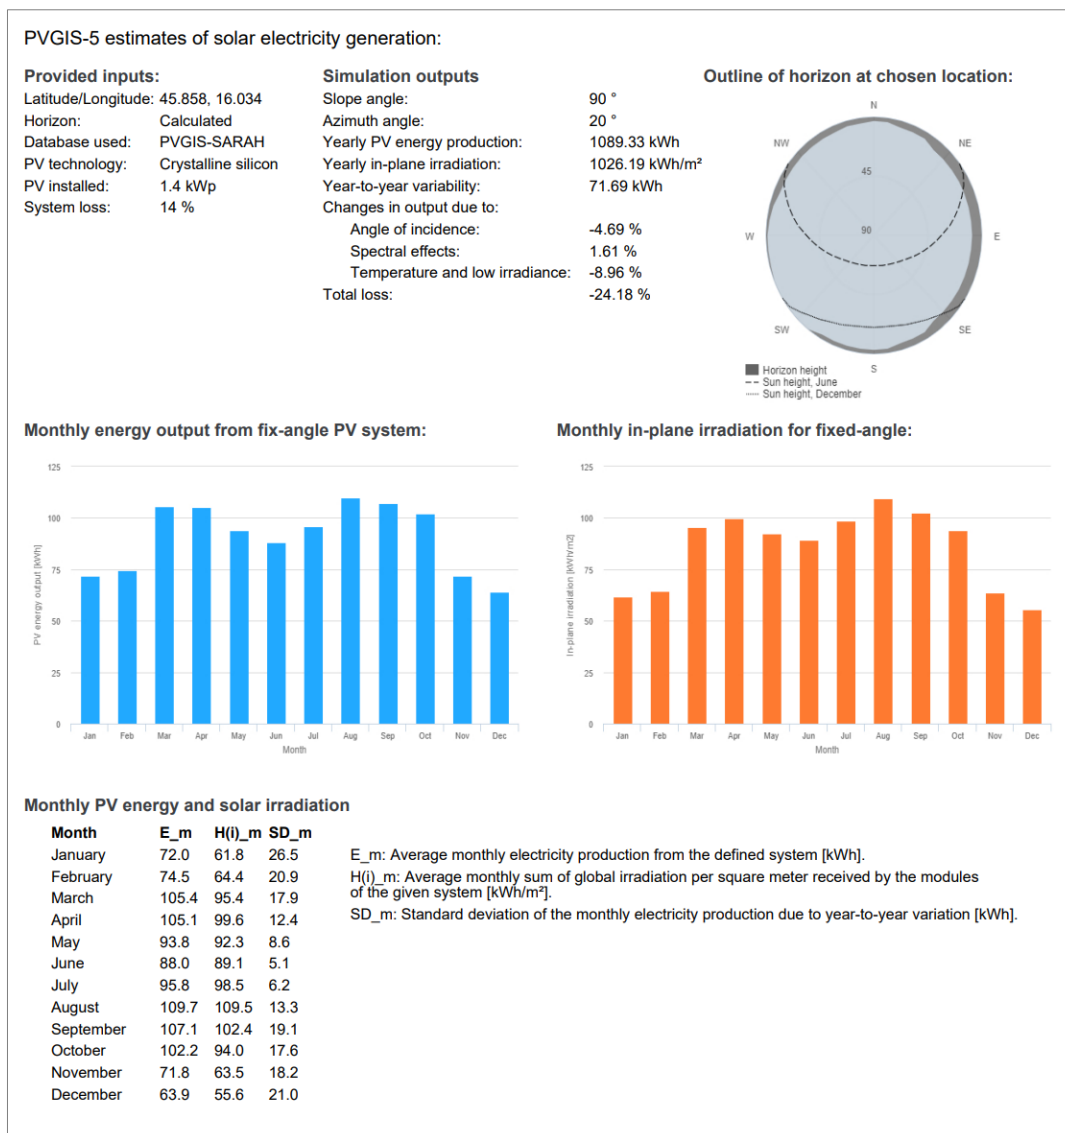 PVGIS-5 estimates of solar electricity generation:
Provided inputs:
Latitude/Longitude: 45.858, 16.034
Horizon: Calculated
Database used: PVGIS-SARAH
PV technology: Crystalline silicon
PV installed: 1.4 kWp
System loss: 14 %
Simulation outputs
Slope angle: 90 °
Azimuth angle: 20 °
Yearly PV energy production: 1089.33 kWh
Yearly in-plane irradiation: 1026.19 kWh/m²
Year-to-year variability: 71.69 kWh
Changes in output due to:
Angle of incidence: -4.69 %
Spectral effects: 1.61 %
Temperature and low irradiance: -8.96 %
Total loss: -24.18 %
Outline of horizon at chosen location:
N
NW NE
45
W 90 E
SW SE
S
Horizon height
Sun height, June
Sun height, December
Monthly energy output from fix-angle PV system:
PV energy output [kWh]
125
100
75
50
25
0
Jan Feb Mar Apr May Jun Jul Aug Sep Oct Nov Dec
Month
Monthly in-plane irradiation for fixed-angle:
In-plane irradiation [kWh/m2]
125
100
75
50
25
0
Jan Feb Mar Apr May Jun Jul Aug Sep Oct Nov Dec
Month
Monthly PV energy and solar irradiation
Month E_m H(i)_m SD_m
January 72.0 61.8 26.5
February 74.5 64.4 20.9
March 105.4 95.4 17.9
April 105.1 99.6 12.4
May 93.8 92.3 8.6
June 88.0 89.1 5.1
July 95.8 98.5 6.2
August 109.7 109.5 13.3
September 107.1 102.4 19.1
October 102.2 94.0 17.6
November 71.8 63.5 18.2
December 63.9 55.6 21.0
E_m: Average monthly electricity production from the defined system [kWh].
H(i)_m: Average monthly sum of global irradiation per square meter received by the modules
of the given system [kWh/m²].
SD_m: Standard deviation of the monthly electricity production due to year-to-year variation [kWh].